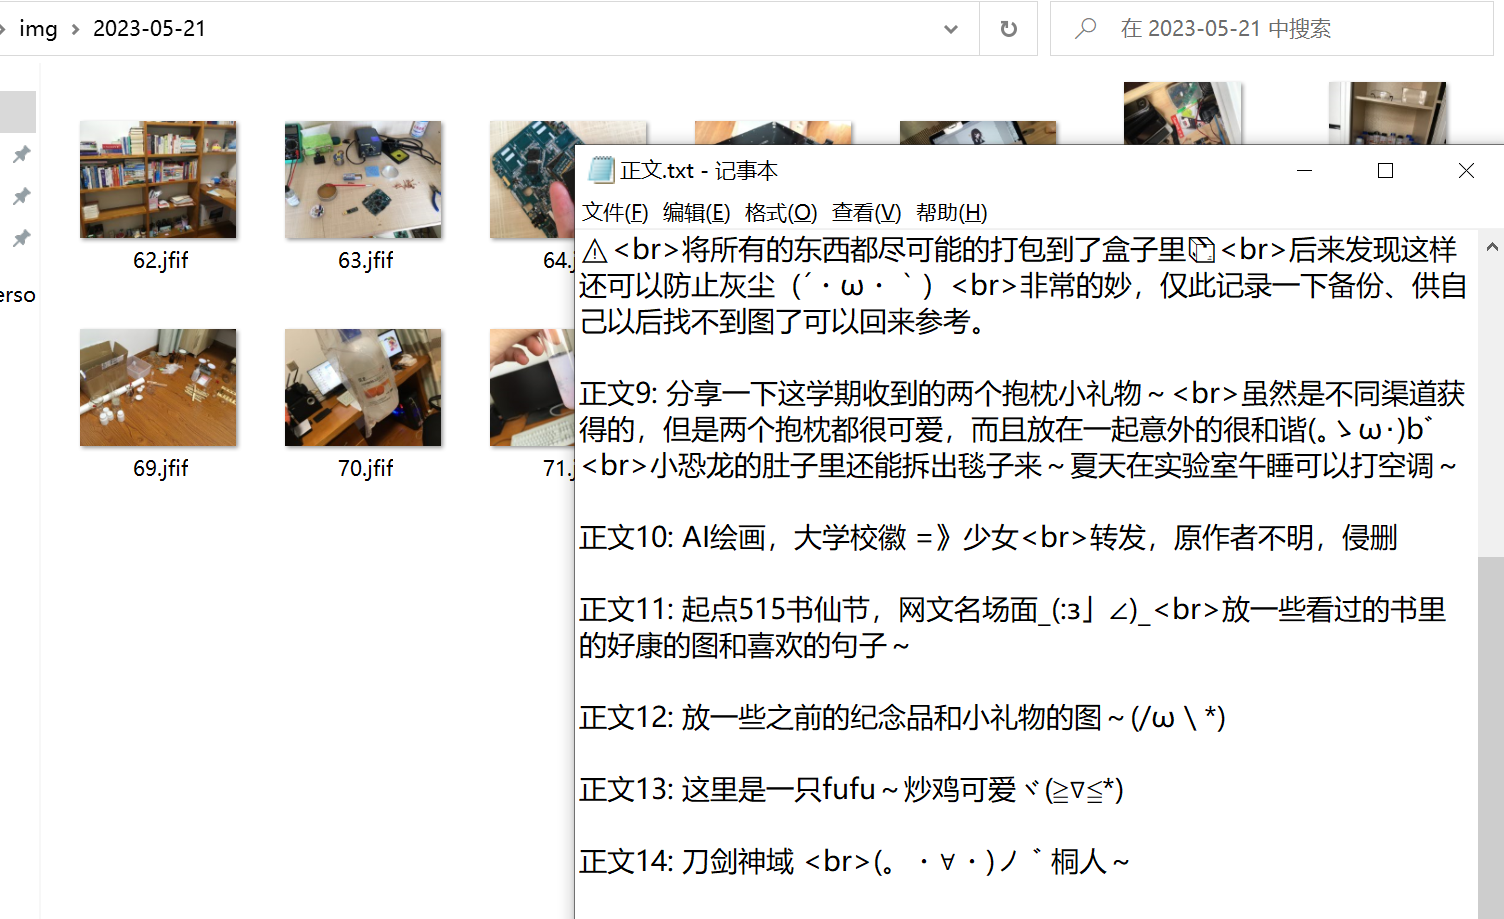 img > 2023-05-21
在 2023-05-21 中搜索
erso
62.jfif
63.jfif
64.j
69.jfif
70.jfif
71.j
正文.txt - 记事本
文件(F) 编辑(E) 格式(O) 查看(V) 帮助(H)
⚠<br>将所有的东西都尽可能的打包到了盒子里<br>后来发现这样
还可以防止灰尘（´・ω・｀）<br>非常的妙，仅此记录一下备份、供自
己以后找不到图了可以回来参考。
正文9: 分享一下这学期收到的两个抱枕小礼物～<br>虽然是不同渠道获
得的，但是两个抱枕都很可爱，而且放在一起意外的很和谐(｡ゝω･)b゛
<br>小恐龙的肚子里还能拆出毯子来～夏天在实验室午睡可以打空调～
正文10: AI绘画，大学校徽 =》少女<br>转发，原作者不明，侵删
正文11: 起点515书仙节，网文名场面_(:з」∠)_<br>放一些看过的书里
的好康的图和喜欢的句子～
正文12: 放一些之前的纪念品和小礼物的图～(/ω＼*)
正文13: 这里是一只fufu～炒鸡可爱ヾ(≧∇≦*)
正文14: 刀剑神域 <br>(。・∀・)ノ゛桐人～